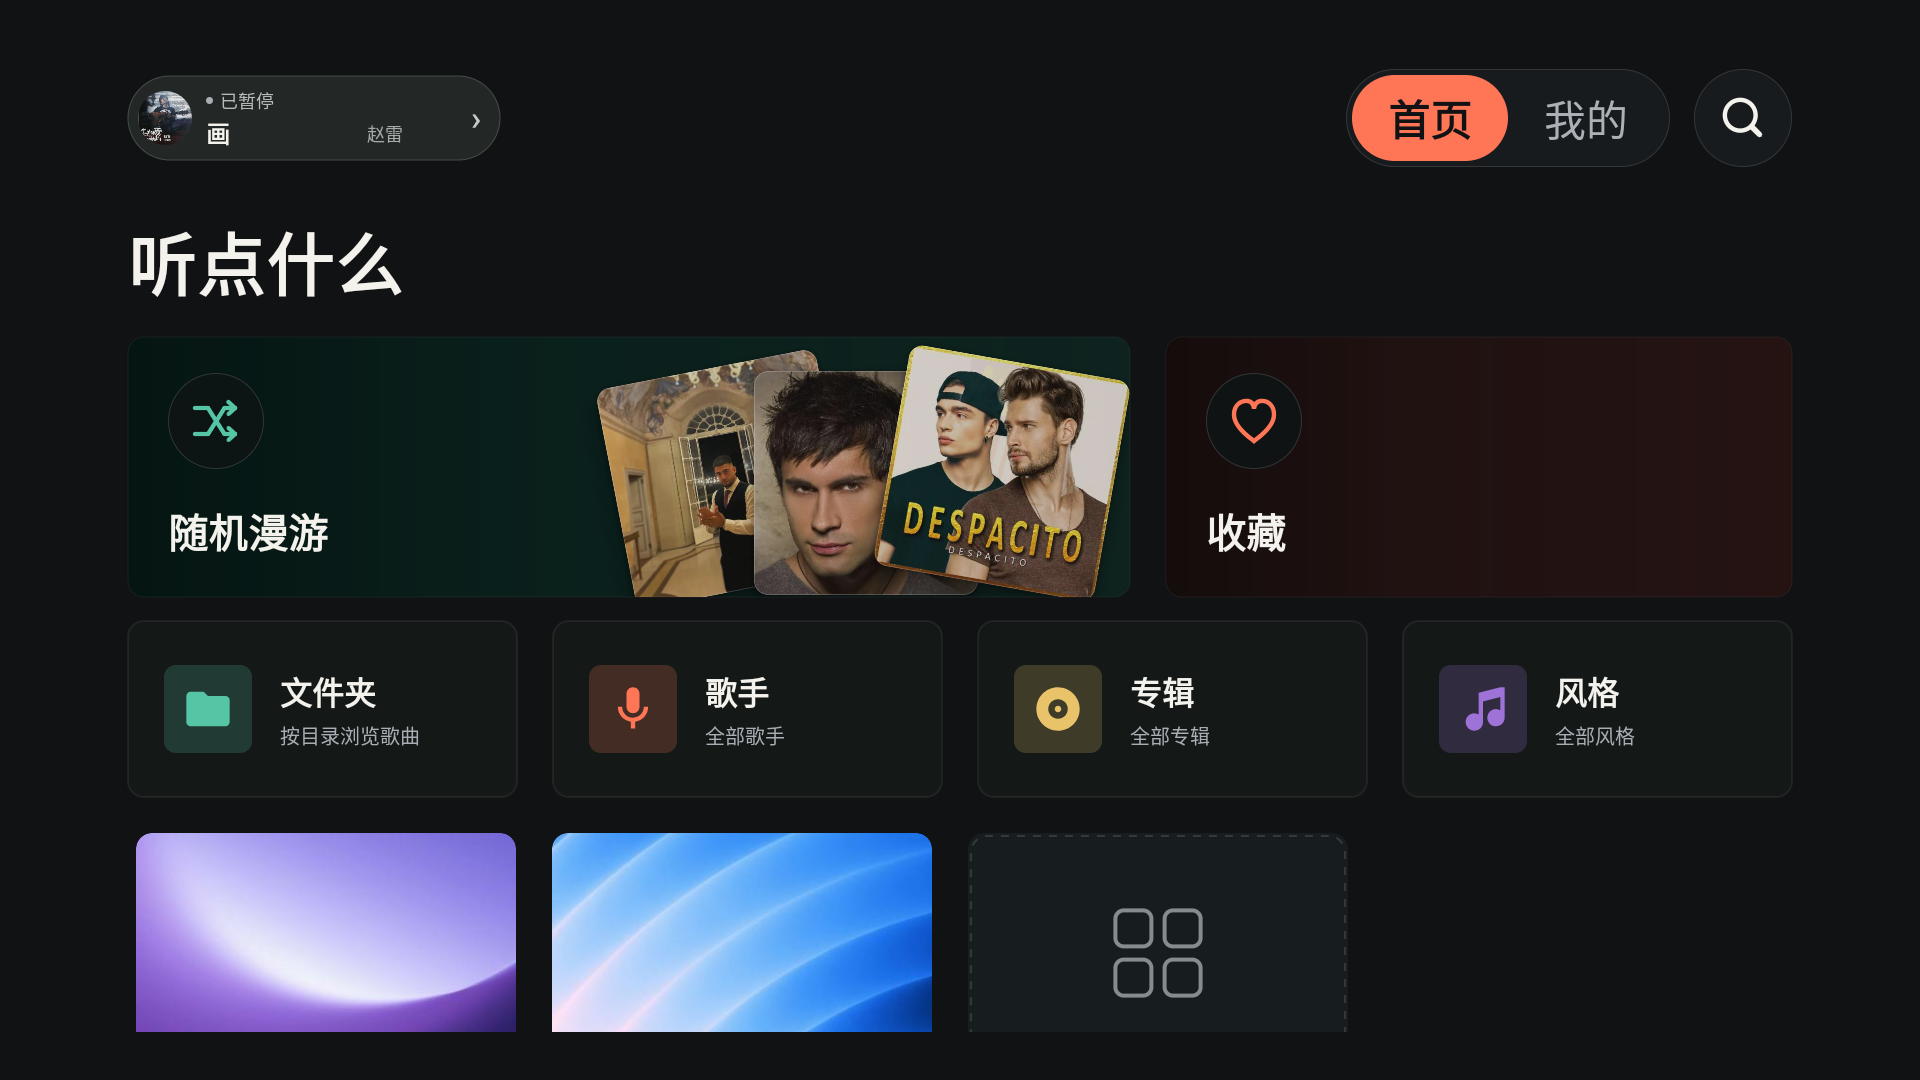 已暂停
画 赵雷
首页 我的
听点什么
随机漫游
DESPACITO
DESPACITO
收藏
文件夹
按目录浏览歌曲
歌手
全部歌手
专辑
全部专辑
风格
全部风格